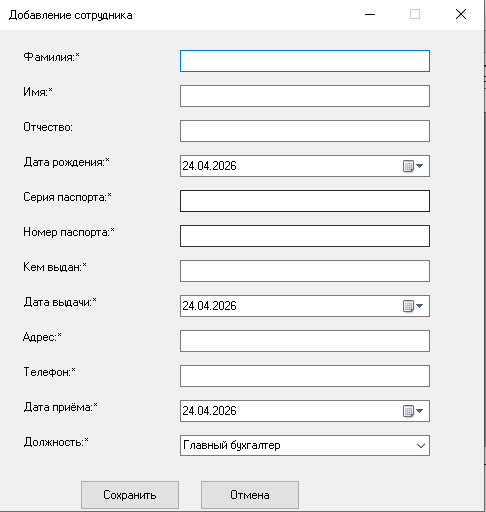 Добавление сотрудника
Фамилия:*
Имя:*
Отчество:
Дата рождения:* 24.04.2026
Серия паспорта:*
Номер паспорта:*
Кем выдан:*
Дата выдачи:* 24.04.2026
Адрес:*
Телефон:*
Дата приёма:* 24.04.2026
Должность:* Главный бухгалтер
Сохранить Отмена